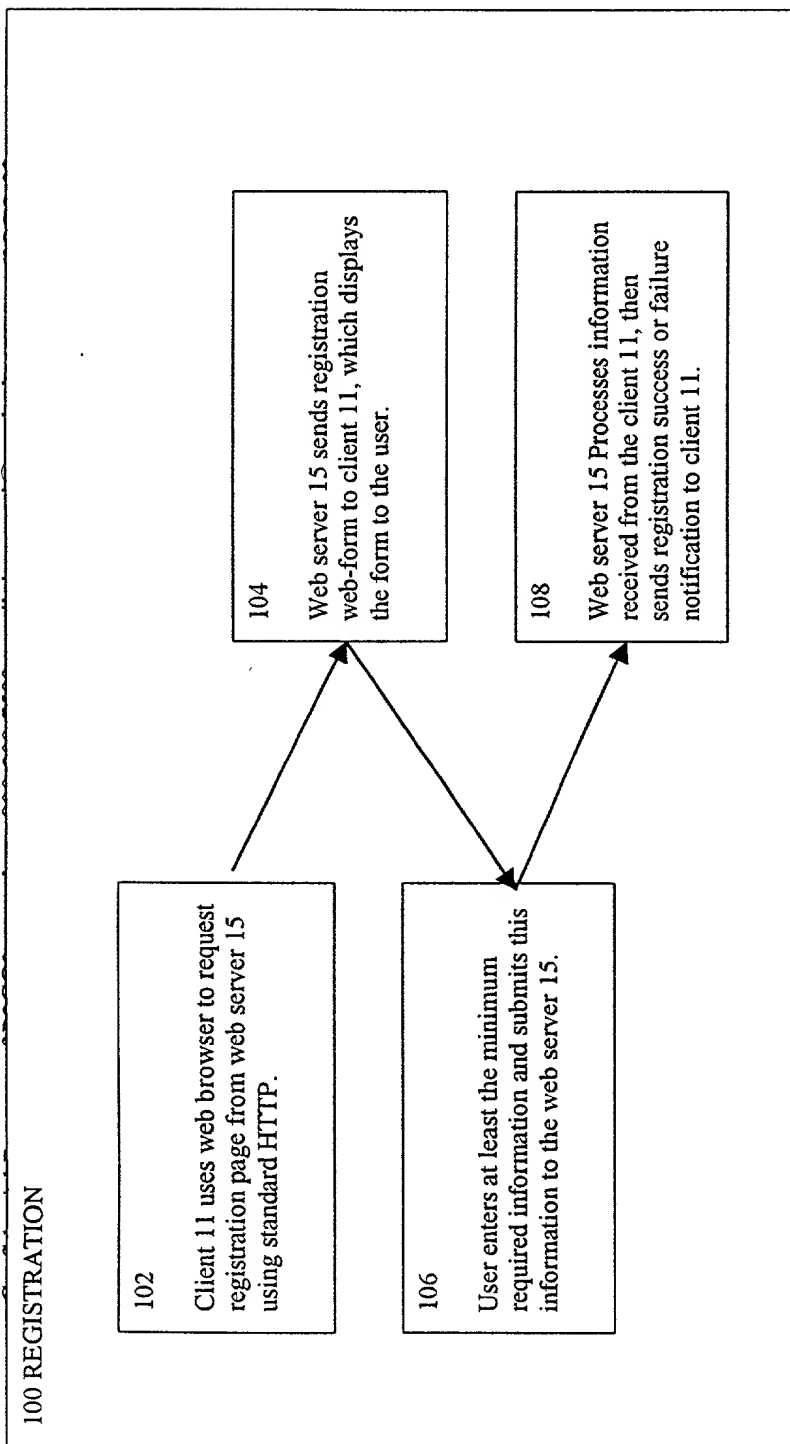 100 REGISTRATION
102
Client 11 uses web browser to request
registration page from web server 15
using standard HTTP.
104
Web server 15 sends registration
web-form to client 11, which displays
the form to the user.
106
User enters at least the minimum
required information and submits this
information to the web server 15.
108
Web server 15 Processes information
received from the client 11, then
sends registration success or failure
notification to client 11.